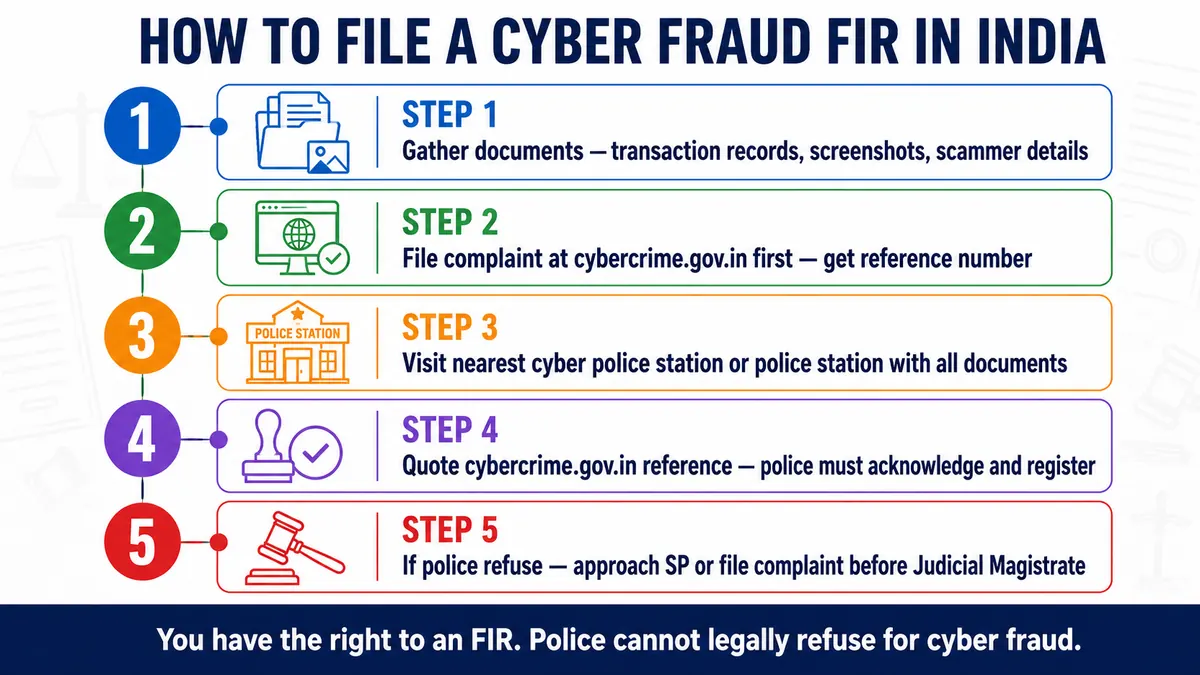 HOW TO FILE A CYBER FRAUD FIR IN INDIA
1
STEP 1
Gather documents — transaction records, screenshots, scammer details
2
STEP 2
File complaint at cybercrime.gov.in first — get reference number
3
POLICE STATION
STEP 3
Visit nearest cyber police station or police station with all documents
4
STEP 4
Quote cybercrime.gov.in reference — police must acknowledge and register
5
STEP 5
If police refuse — approach SP or file complaint before Judicial Magistrate
You have the right to an FIR. Police cannot legally refuse for cyber fraud.